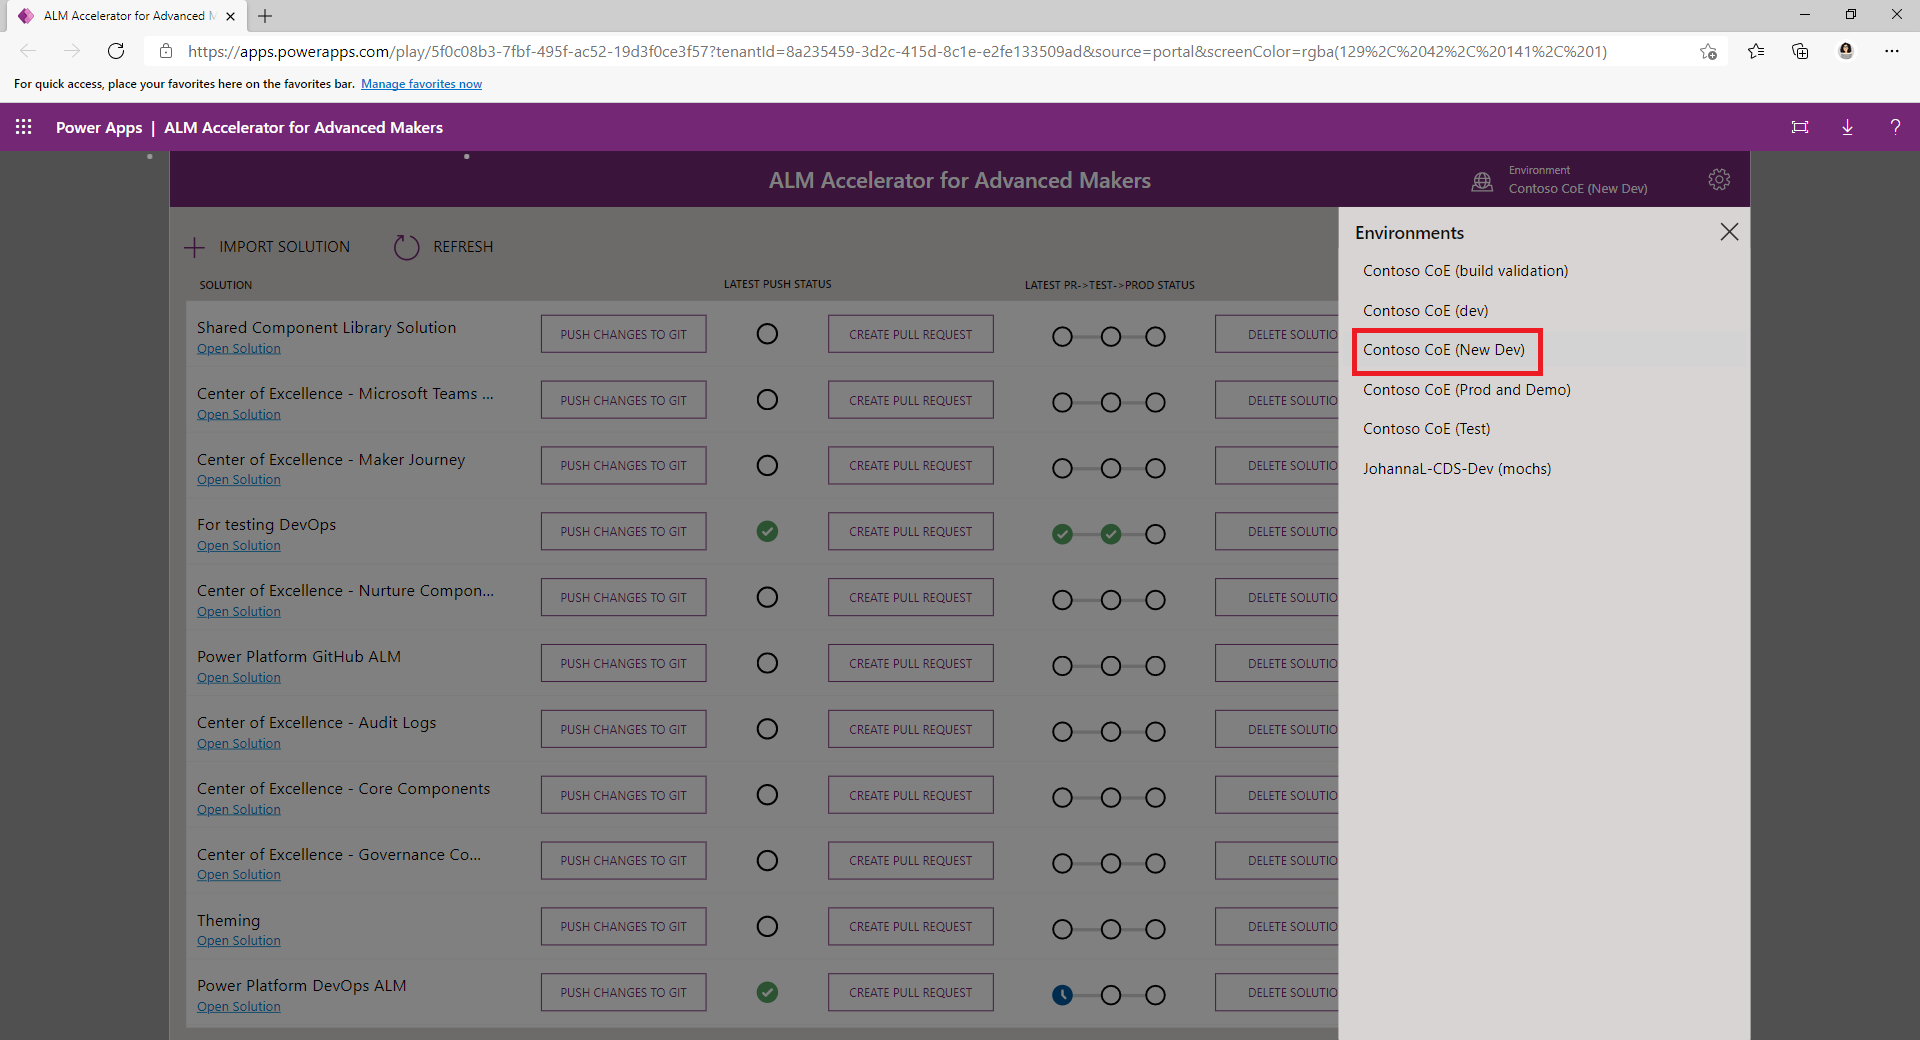 ALM Accelerator for Advanced M
https://apps.powerapps.com/play/5f0c08b3-7fbf-495f-ac52-19d3f0ce3f57?tenantId=8a235459-3d2c-415d-8c1e-e2fe133509ad&source=portal&screenColor=rgba(129%2C%2042%2C%20141%2C%201)
For quick access, place your favorites here on the favorites bar. Manage favorites now
Power Apps | ALM Accelerator for Advanced Makers
ALM Accelerator for Advanced Makers
Environment
Contoso CoE (New Dev)
IMPORT SOLUTION REFRESH
SOLUTION LATEST PUSH STATUS LATEST PR->TEST->PROD STATUS
Shared Component Library Solution
Open Solution
PUSH CHANGES TO GIT CREATE PULL REQUEST DELETE SOLUTIO
Center of Excellence - Microsoft Teams ...
Open Solution
PUSH CHANGES TO GIT CREATE PULL REQUEST DELETE SOLUTIO
Center of Excellence - Maker Journey
Open Solution
PUSH CHANGES TO GIT CREATE PULL REQUEST DELETE SOLUTIO
For testing DevOps
Open Solution
PUSH CHANGES TO GIT CREATE PULL REQUEST DELETE SOLUTIO
Center of Excellence - Nurture Compon...
Open Solution
PUSH CHANGES TO GIT CREATE PULL REQUEST DELETE SOLUTIO
Power Platform GitHub ALM
Open Solution
PUSH CHANGES TO GIT CREATE PULL REQUEST DELETE SOLUTIO
Center of Excellence - Audit Logs
Open Solution
PUSH CHANGES TO GIT CREATE PULL REQUEST DELETE SOLUTIO
Center of Excellence - Core Components
Open Solution
PUSH CHANGES TO GIT CREATE PULL REQUEST DELETE SOLUTIO
Center of Excellence - Governance Co...
Open Solution
PUSH CHANGES TO GIT CREATE PULL REQUEST DELETE SOLUTIO
Theming
Open Solution
PUSH CHANGES TO GIT CREATE PULL REQUEST DELETE SOLUTIO
Power Platform DevOps ALM
Open Solution
PUSH CHANGES TO GIT CREATE PULL REQUEST DELETE SOLUTIO
Environments
Contoso CoE (build validation)
Contoso CoE (dev)
Contoso CoE (New Dev)
Contoso CoE (Prod and Demo)
Contoso CoE (Test)
JohannaL-CDS-Dev (mochs)